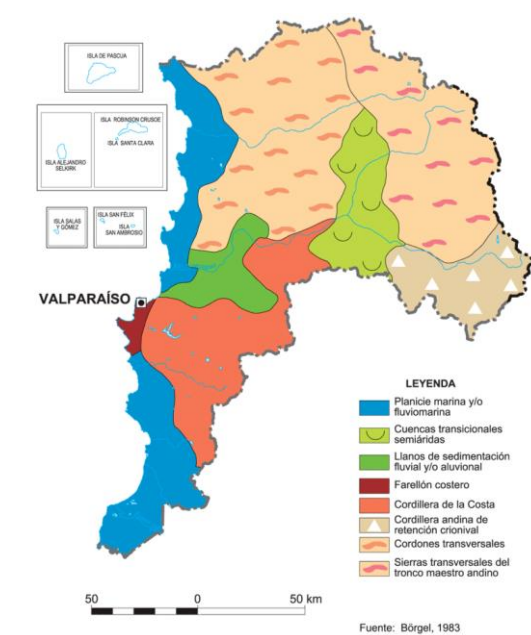 ISLA DE PASCUA
ISLA ROBINSON CRUSOE
ISLA SANTA CLARA
ISLA ALEJANDRO
SELKIRK
ISLA SALAS
Y GÓMEZ
ISLA SAN FÉLIX
ISLA
SAN AMBROSIO
VALPARAÍSO
LEYENDA
Planicie marina y/o
fluviomarina
Cuencas transicionales
semiáridas
Llanos de sedimentación
fluvial y/o aluvional
Farellón costero
Cordillera de la Costa
Cordillera andina de
retención crionival
Cordones transversales
Sierras transversales del
tronco maestro andino
50 0 50 km
Fuente: Börgel, 1983